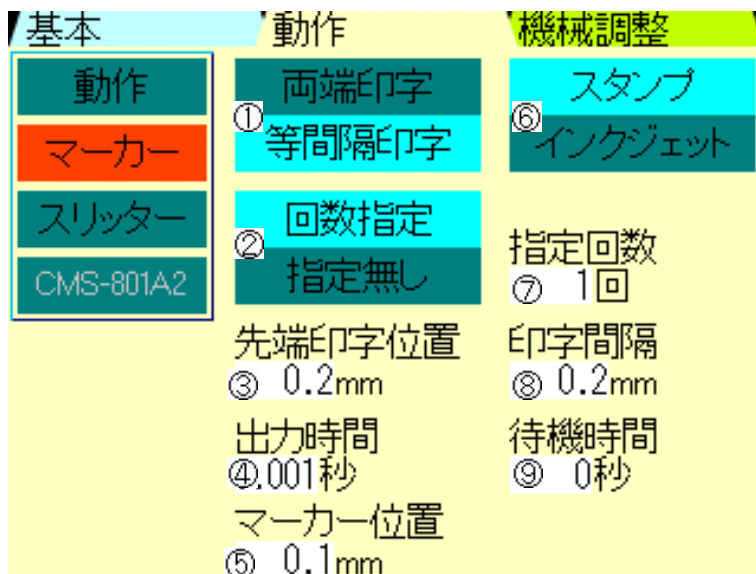 基本
動作
機械調整
動作
マーカー
スリッター
CMS-801A2
① 両端印字
等間隔印字
② 回数指定
指定無し
先端印字位置
③ 0.2mm
出力時間
④.001秒
マーカー位置
⑤ 0.1mm
⑥ スタンプ
インクジェット
指定回数
⑦ 1回
印字間隔
⑧ 0.2mm
待機時間
⑨ 0秒